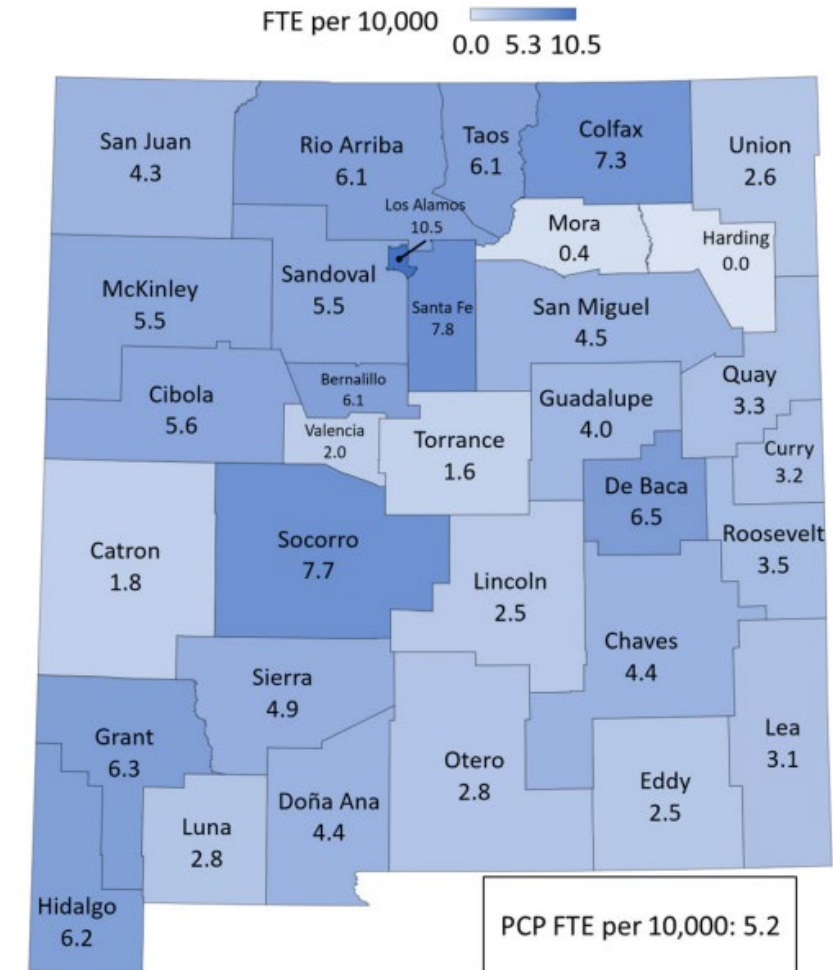 FTE per 10,000
0.0 5.3 10.5
San Juan
4.3
Rio Arriba
6.1
Taos
6.1
Colfax
7.3
Union
2.6
Los Alamos
10.5
Mora
0.4
Harding
0.0
McKinley
5.5
Sandoval
5.5
Santa Fe
7.8
San Miguel
4.5
Quay
3.3
Cibola
5.6
Bernalillo
6.1
Valencia
2.0
Torrance
1.6
Guadalupe
4.0
Curry
3.2
De Baca
6.5
Roosevelt
3.5
Catron
1.8
Socorro
7.7
Lincoln
2.5
Chaves
4.4
Sierra
4.9
Grant
6.3
Otero
2.8
Lea
3.1
Eddy
2.5
Doña Ana
4.4
Luna
2.8
Hidalgo
6.2
PCP FTE per 10,000: 5.2